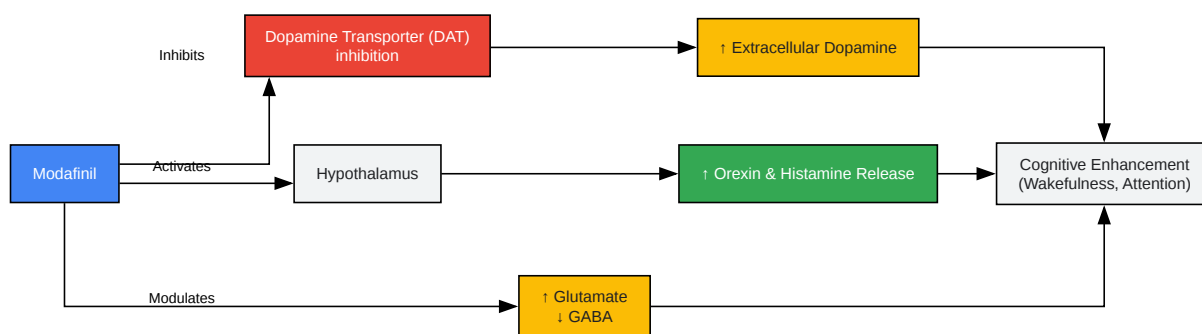 Dopamine Transporter (DAT)
inhibition
↑ Extracellular Dopamine
Inhibits
Modafinil
Activates
Hypothalamus
↑ Orexin & Histamine Release
Cognitive Enhancement
(Wakefulness, Attention)
Modulates
↑ Glutamate
↓ GABA